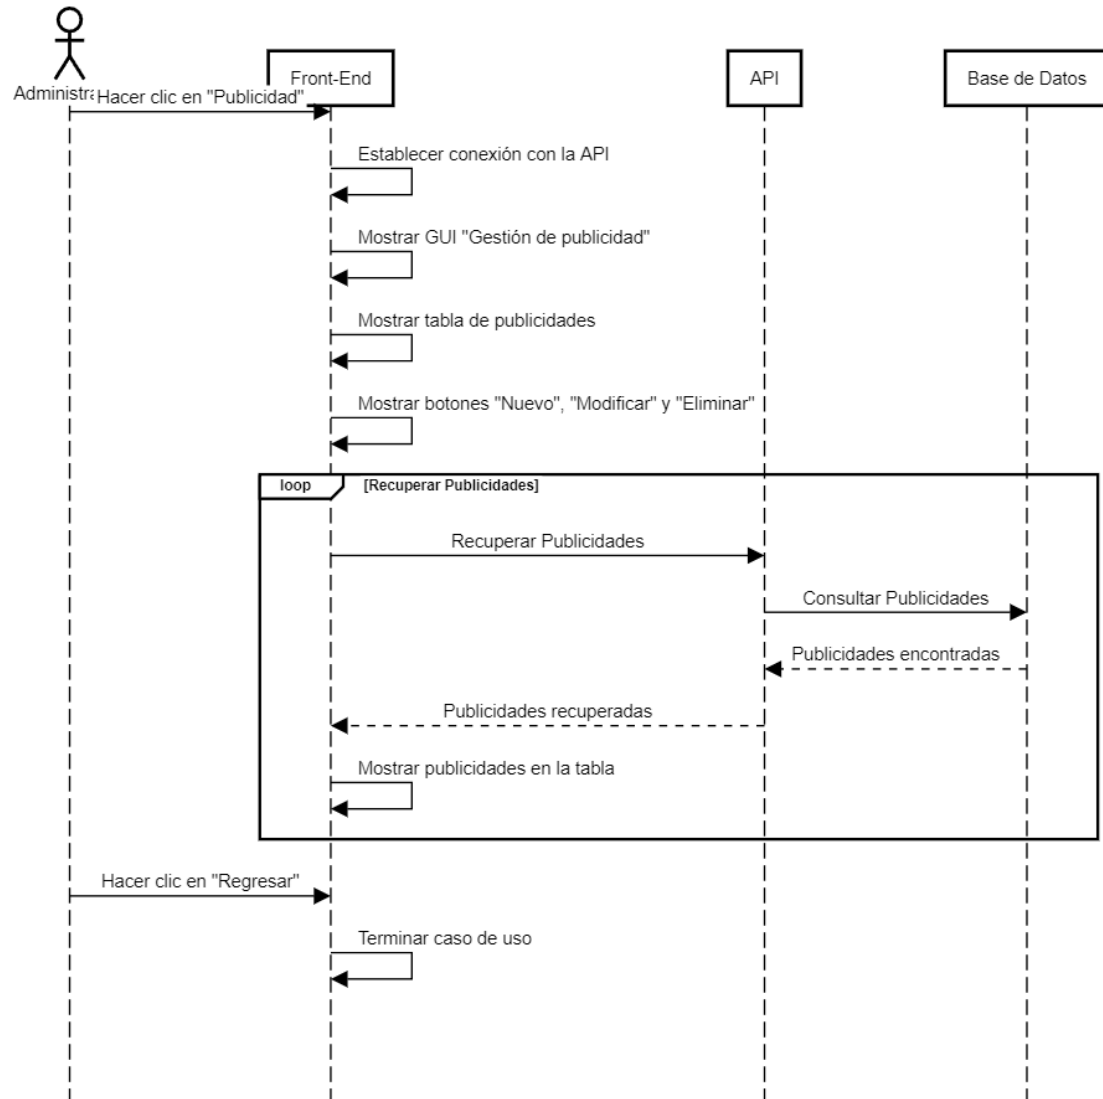 Front-End
API
Base de Datos
Administra
Hacer clic en "Publicidad"
Establecer conexión con la API
Mostrar GUI "Gestión de publicidad"
Mostrar tabla de publicidades
Mostrar botones "Nuevo", "Modificar" y "Eliminar"
loop
[Recuperar Publicidades]
Recuperar Publicidades
Consultar Publicidades
Publicidades encontradas
Publicidades recuperadas
Mostrar publicidades en la tabla
Hacer clic en "Regresar"
Terminar caso de uso